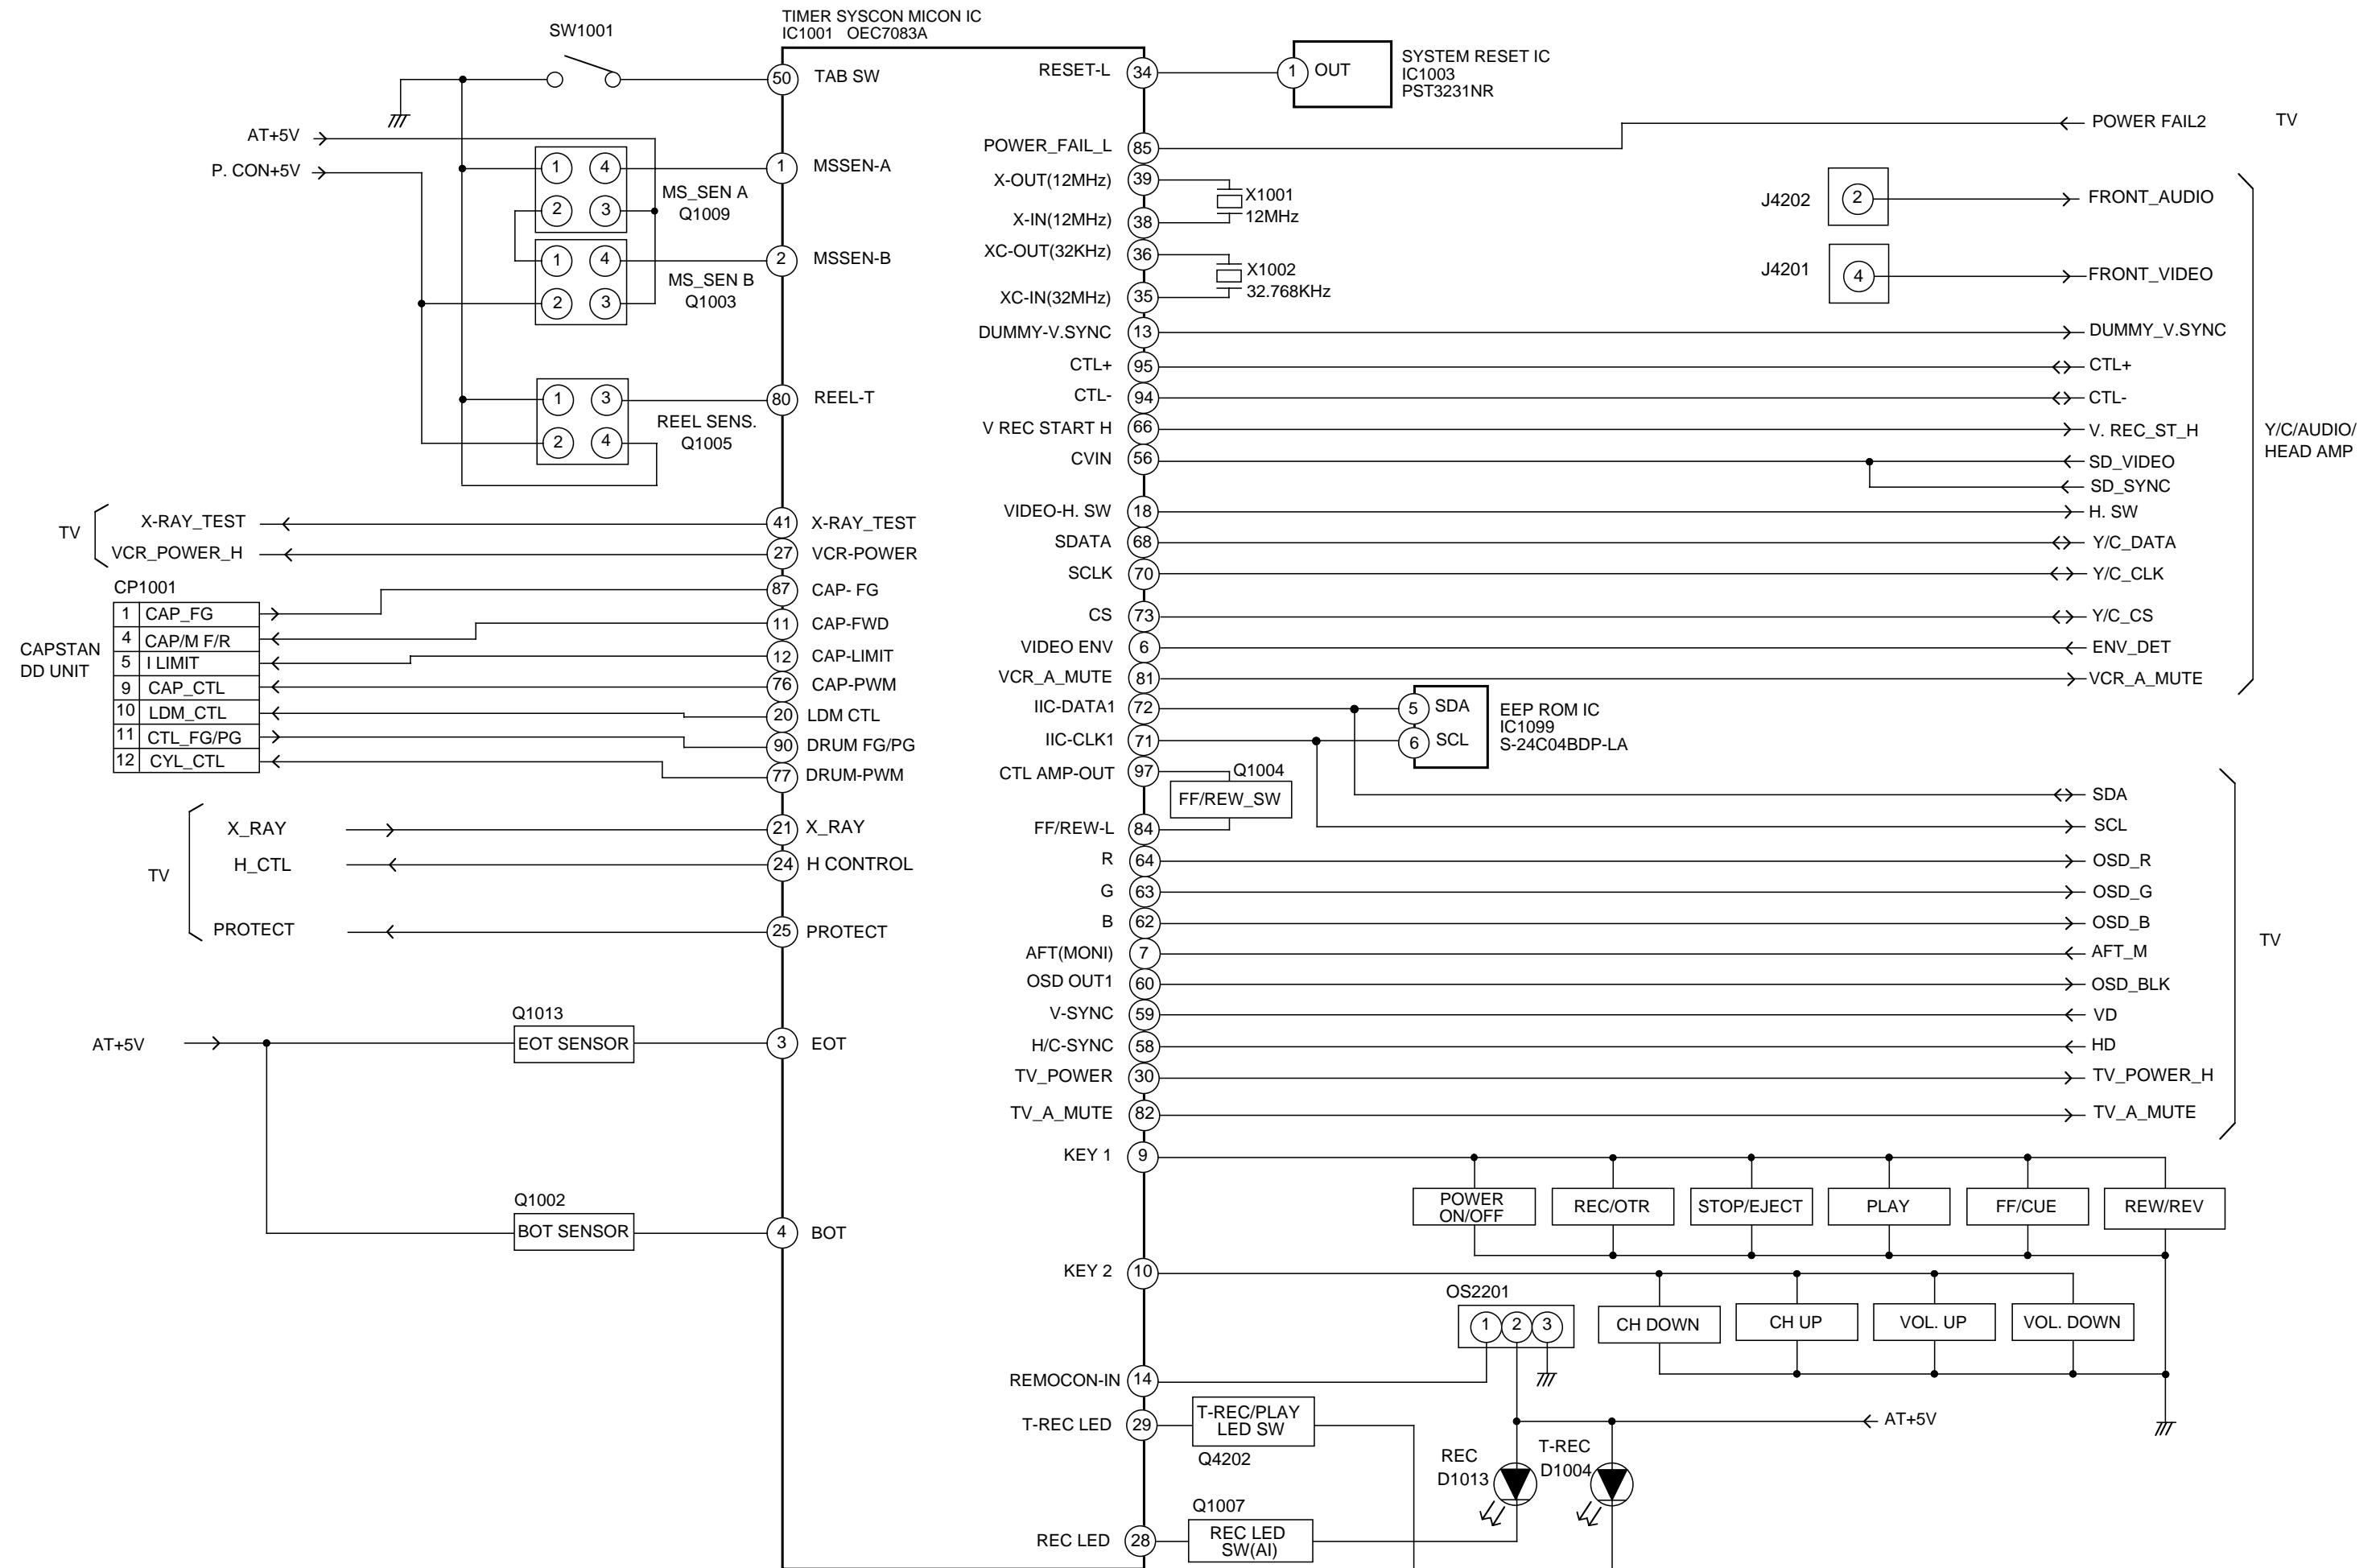 TIMER SYSCON MICON IC
IC1001 OEC7083A
SW1001
50 TAB SW
AT+5V
P. CON+5V
1 4
2 3
MS_SEN A
Q1009
1 MSSEN-A
1 4
2 3
MS_SEN B
Q1003
2 MSSEN-B
1 3
2 4
REEL SENS.
Q1005
80 REEL-T
TV
X-RAY_TEST
41 X-RAY_TEST
VCR_POWER_H
27 VCR-POWER
CP1001
CAPSTAN
DD UNIT
1 CAP_FG
4 CAP/M F/R
5 I LIMIT
9 CAP_CTL
10 LDM_CTL
11 CTL_FG/PG
12 CYL_CTL
87 CAP- FG
11 CAP-FWD
12 CAP-LIMIT
76 CAP-PWM
20 LDM CTL
90 DRUM FG/PG
77 DRUM-PWM
TV
X_RAY
21 X_RAY
H_CTL
24 H CONTROL
PROTECT
25 PROTECT
AT+5V
Q1013
EOT SENSOR
3 EOT
Q1002
BOT SENSOR
4 BOT
RESET-L 34
1 OUT
SYSTEM RESET IC
IC1003
PST3231NR
POWER_FAIL_L 85
POWER FAIL2
TV
X-OUT(12MHz) 39
X-IN(12MHz) 38
X1001
12MHz
XC-OUT(32KHz) 36
XC-IN(32MHz) 35
X1002
32.768KHz
J4202
2
FRONT_AUDIO
J4201
4
FRONT_VIDEO
DUMMY-V.SYNC 13 DUMMY_V.SYNC
CTL+ 95 CTL+
CTL- 94 CTL-
V REC START H 66 V. REC_ST_H
CVIN 56 SD_VIDEO
SD_SYNC
VIDEO-H. SW 18 H. SW
SDATA 68 Y/C_DATA
SCLK 70 Y/C_CLK
CS 73 Y/C_CS
VIDEO ENV 6 ENV_DET
VCR_A_MUTE 81 VCR_A_MUTE
Y/C/AUDIO/
HEAD AMP
IIC-DATA1 72
IIC-CLK1 71
5 SDA
6 SCL
EEP ROM IC
IC1099
S-24C04BDP-LA
CTL AMP-OUT 97
Q1004
FF/REW_SW
FF/REW-L 84
SDA
SCL
R 64 OSD_R
G 63 OSD_G
B 62 OSD_B
AFT(MONI) 7 AFT_M
OSD OUT1 60 OSD_BLK
V-SYNC 59 VD
H/C-SYNC 58 HD
TV_POWER 30 TV_POWER_H
TV_A_MUTE 82 TV_A_MUTE
TV
KEY 1 9
POWER
ON/OFF
REC/OTR
STOP/EJECT
PLAY
FF/CUE
REW/REV
KEY 2 10
OS2201
1 2 3
CH DOWN
CH UP
VOL. UP
VOL. DOWN
REMOCON-IN 14
T-REC LED 29
T-REC/PLAY
LED SW
Q4202
AT+5V
REC
D1013
T-REC
D1004
Q1007
REC LED 28
REC LED
SW(AI)